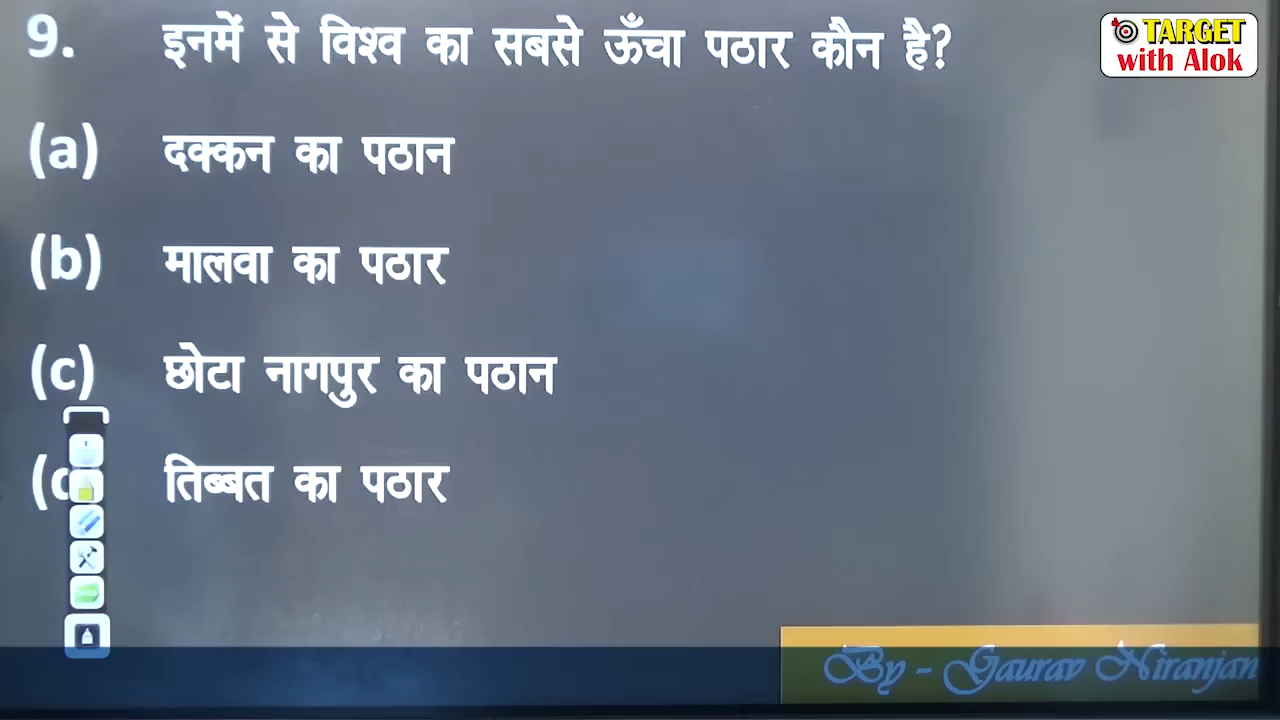 9. इनमें से विश्व का सबसे ऊँचा पठार कौन है?
TARGET
with Alok
(a) दक्कन का पठान
(b) मालवा का पठार
(c) छोटा नागपुर का पठान
(d तिब्बत का पठार
By - Gaurav Niranjan